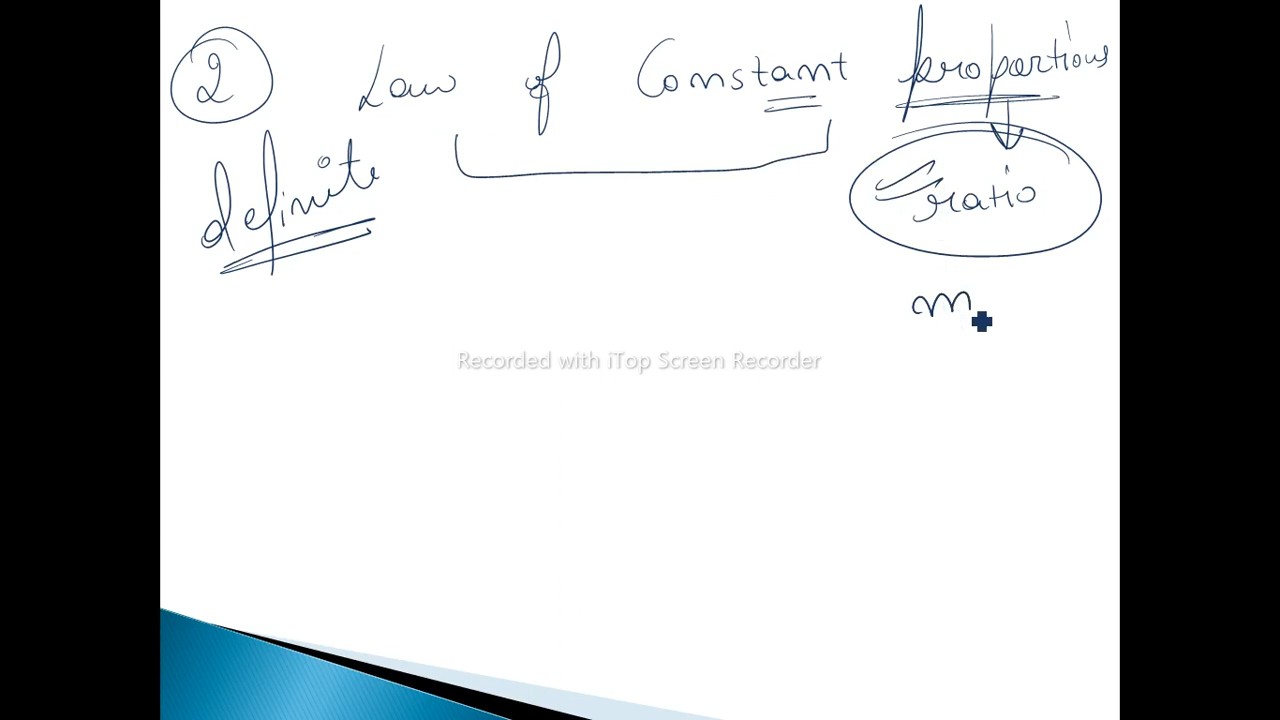 2 Law of Constant proportions
definite
ratio
m
Recorded with iTop Screen Recorder